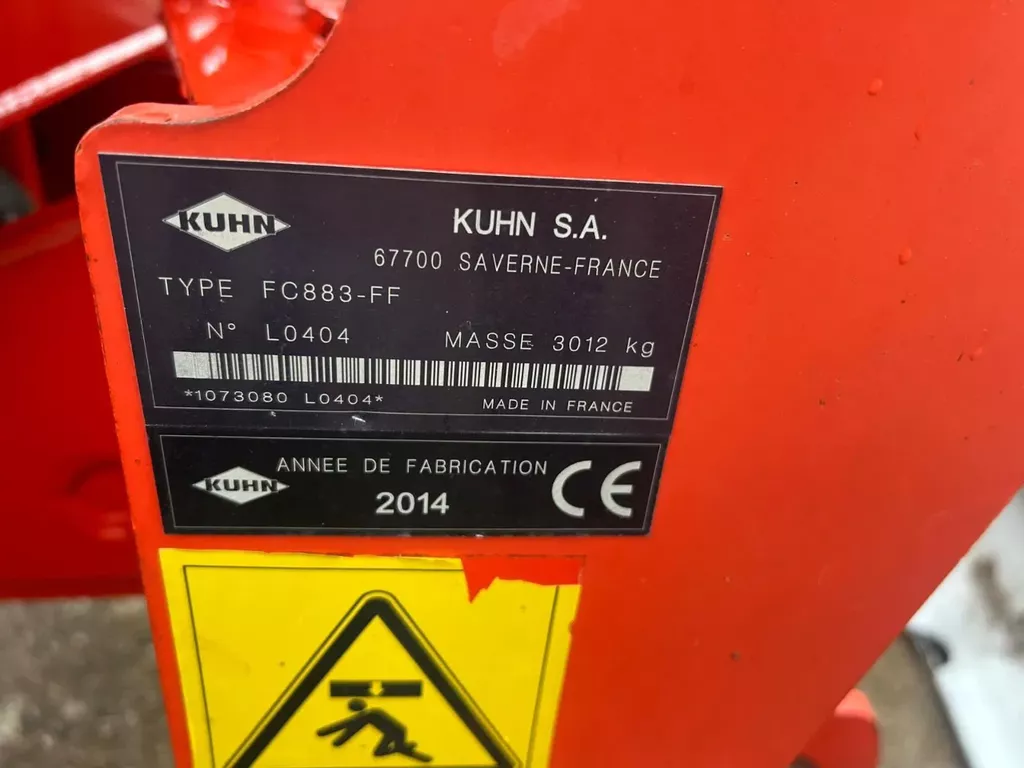 KUHN
KUHN S.A.
67700 SAVERNE-FRANCE
TYPE FC883-FF
N° L0404 MASSE 3012 kg
*1073080 L0404* MADE IN FRANCE
KUHN
ANNEE DE FABRICATION
2014
CE